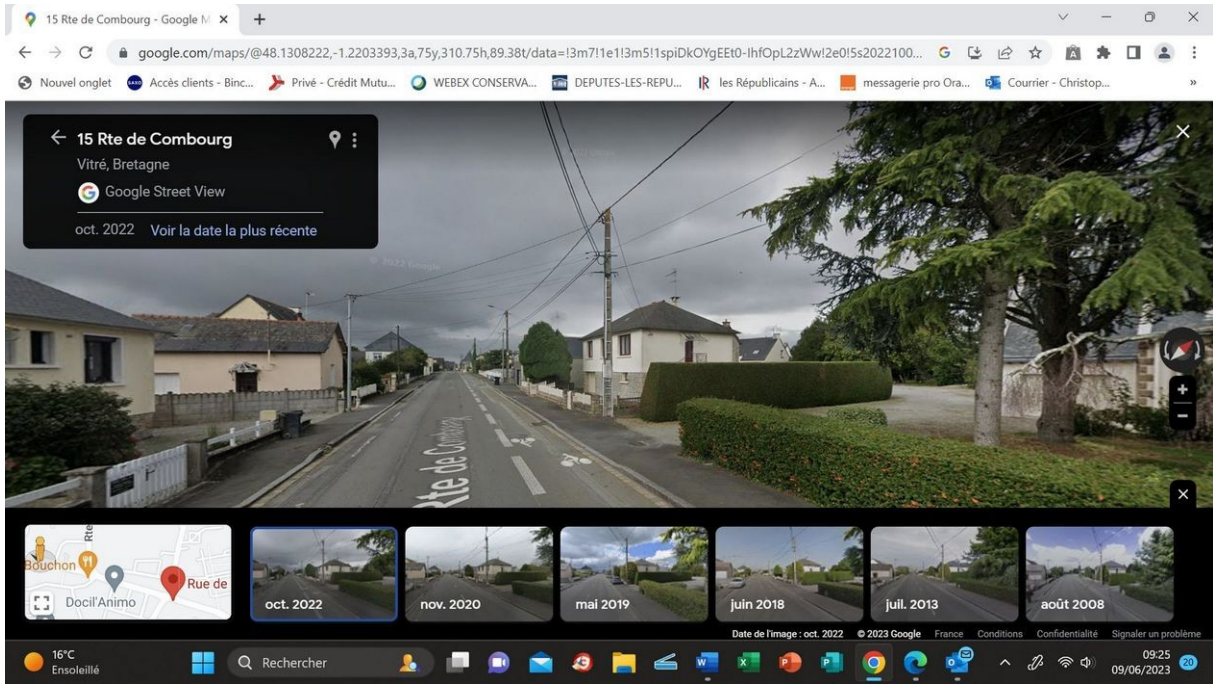 15 Rte de Combourg - Google M
google.com/maps/@48.1308222,-1.2203393,3a,75y,310.75h,89.38t/data=!3m7!1e1!3m5!1spiDkOYgEEt0-IhfOpL2zWw!2e0!5s2022100...
Nouvel onglet
SAXO
Accès clients - Binc...
Privé - Crédit Mutu...
WEBEX CONSERVA...
DEPUTES-LES-REPU...
les Républicains - A...
messagerie pro Ora...
Courrier - Christop...
»
15 Rte de Combourg
Vitré, Bretagne
Google Street View
oct. 2022 Voir la date la plus récente
© 2022 Google
Rte de Combourg
Rte
Bouchon
Docil'Animo
Rue de
oct. 2022
nov. 2020
mai 2019
juin 2018
juil. 2013
août 2008
Date de l'image : oct. 2022 © 2023 Google France Conditions Confidentialité Signaler un problème
16°C
Ensoleillé
Rechercher
09:25
09/06/2023
20